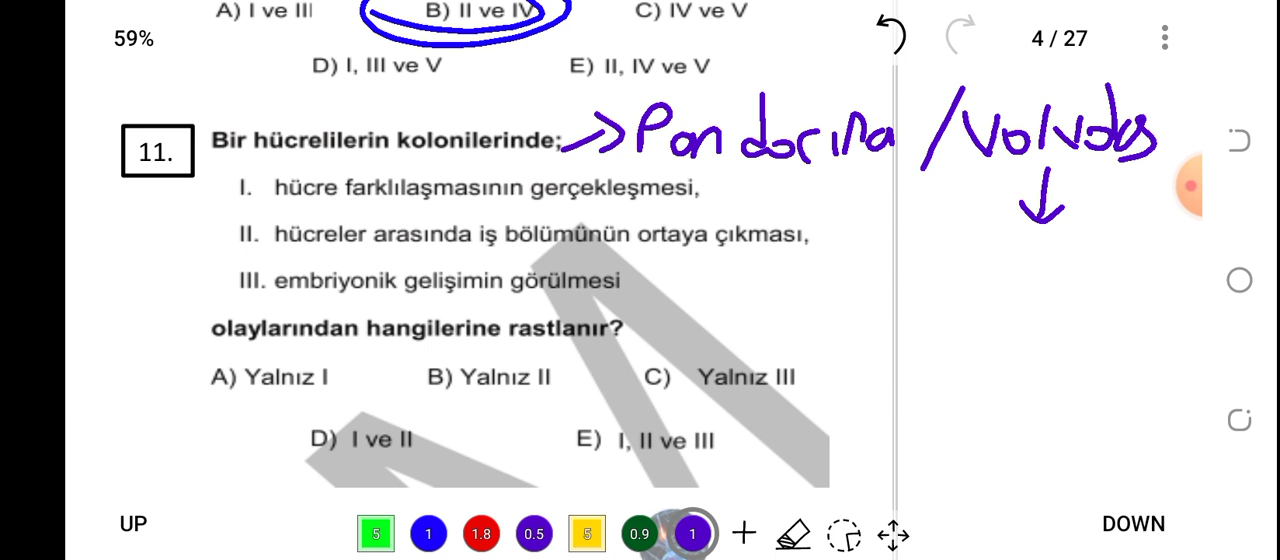 A) I ve III B) II ve IV C) IV ve V
59% 4 / 27
D) I, III ve V E) II, IV ve V
11. Bir hücrelilerin kolonilerinde; → Pandorina / Volvoks
I. hücre farklılaşmasının gerçekleşmesi,
II. hücreler arasında iş bölümünün ortaya çıkması,
III. embriyonik gelişimin görülmesi
olaylarından hangilerine rastlanır?
A) Yalnız I B) Yalnız II C) Yalnız III
D) I ve II E) I, II ve III
UP 5 1 1.8 0.5 5 0.9 1 DOWN